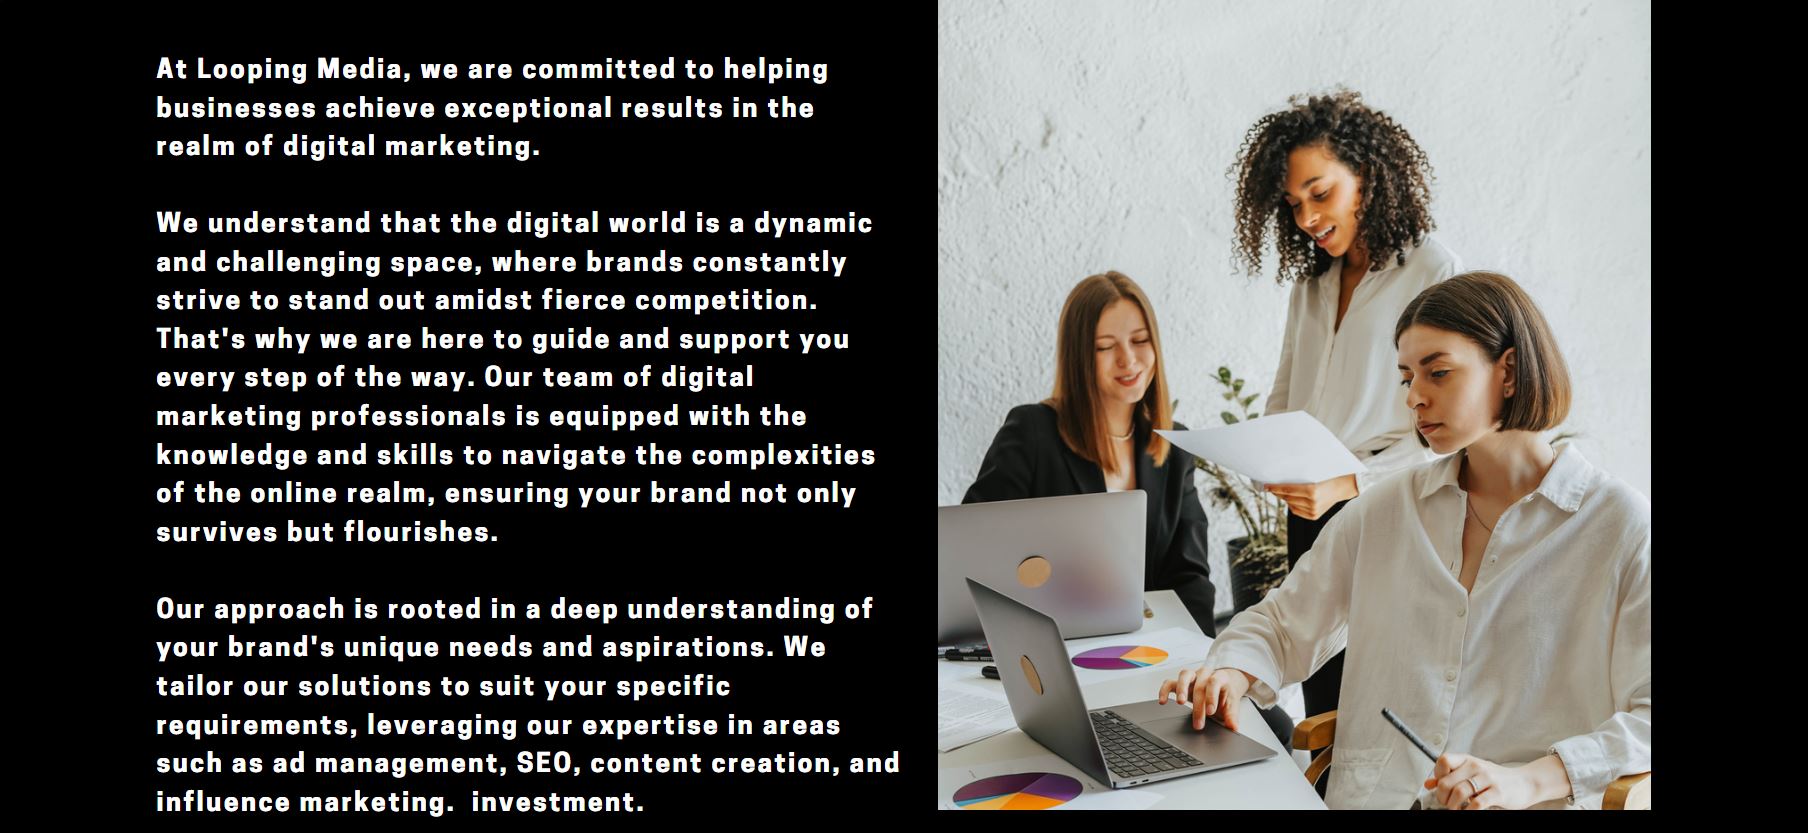 At Looping Media, we are committed to helping
businesses achieve exceptional results in the
realm of digital marketing.
We understand that the digital world is a dynamic
and challenging space, where brands constantly
strive to stand out amidst fierce competition.
That's why we are here to guide and support you
every step of the way. Our team of digital
marketing professionals is equipped with the
knowledge and skills to navigate the complexities
of the online realm, ensuring your brand not only
survives but flourishes.
Our approach is rooted in a deep understanding of
your brand's unique needs and aspirations. We
tailor our solutions to suit your specific
requirements, leveraging our expertise in areas
such as ad management, SEO, content creation, and
influence marketing.  investment.